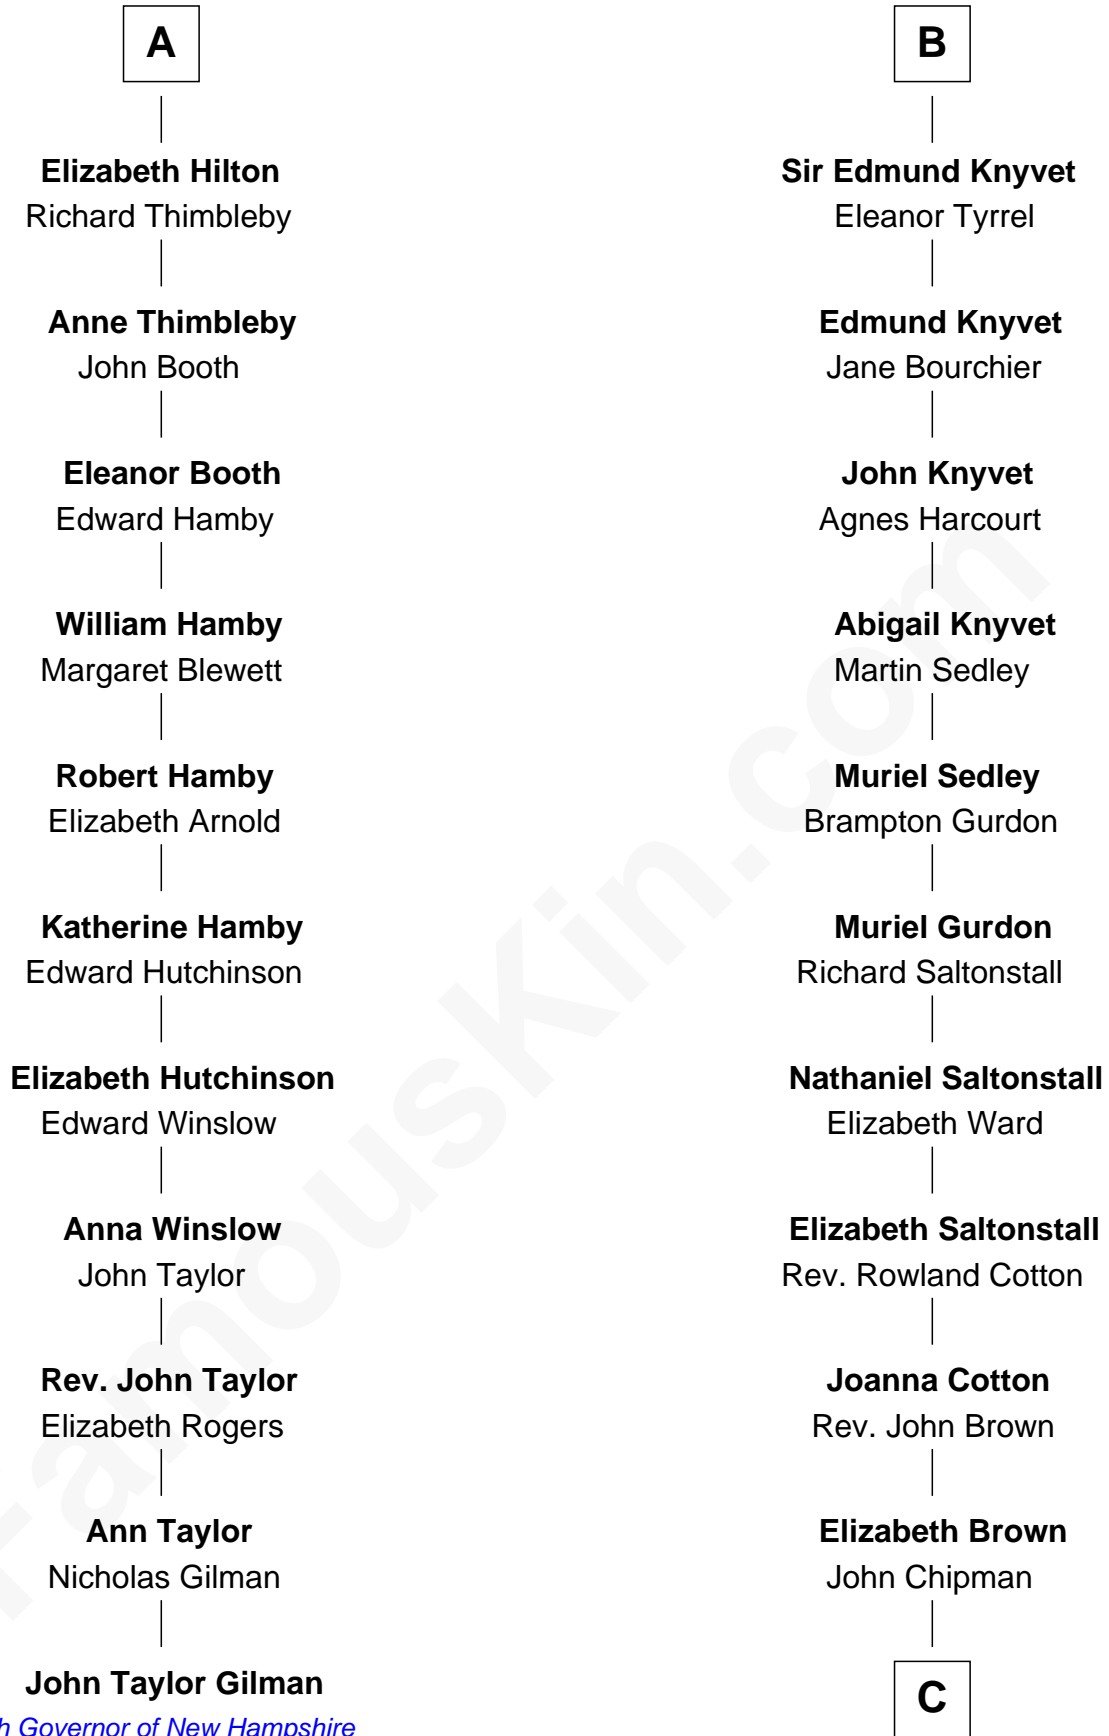 A
Elizabeth Hilton
Richard Thimbleby
Anne Thimbleby
John Booth
Eleanor Booth
Edward Hamby
William Hamby
Margaret Blewett
Robert Hamby
Elizabeth Arnold
Katherine Hamby
Edward Hutchinson
Elizabeth Hutchinson
Edward Winslow
Anna Winslow
John Taylor
Rev. John Taylor
Elizabeth Rogers
Ann Taylor
Nicholas Gilman
John Taylor Gilman
Governor of New Hampshire
B
Sir Edmund Knyvet
Eleanor Tyrrel
Edmund Knyvet
Jane Bourchier
John Knyvet
Agnes Harcourt
Abigail Knyvet
Martin Sedley
Muriel Sedley
Brampton Gurdon
Muriel Gurdon
Richard Saltonstall
Nathaniel Saltonstall
Elizabeth Ward
Elizabeth Saltonstall
Rev. Rowland Cotton
Joanna Cotton
Rev. John Brown
Elizabeth Brown
John Chipman
C
FamousKin.com